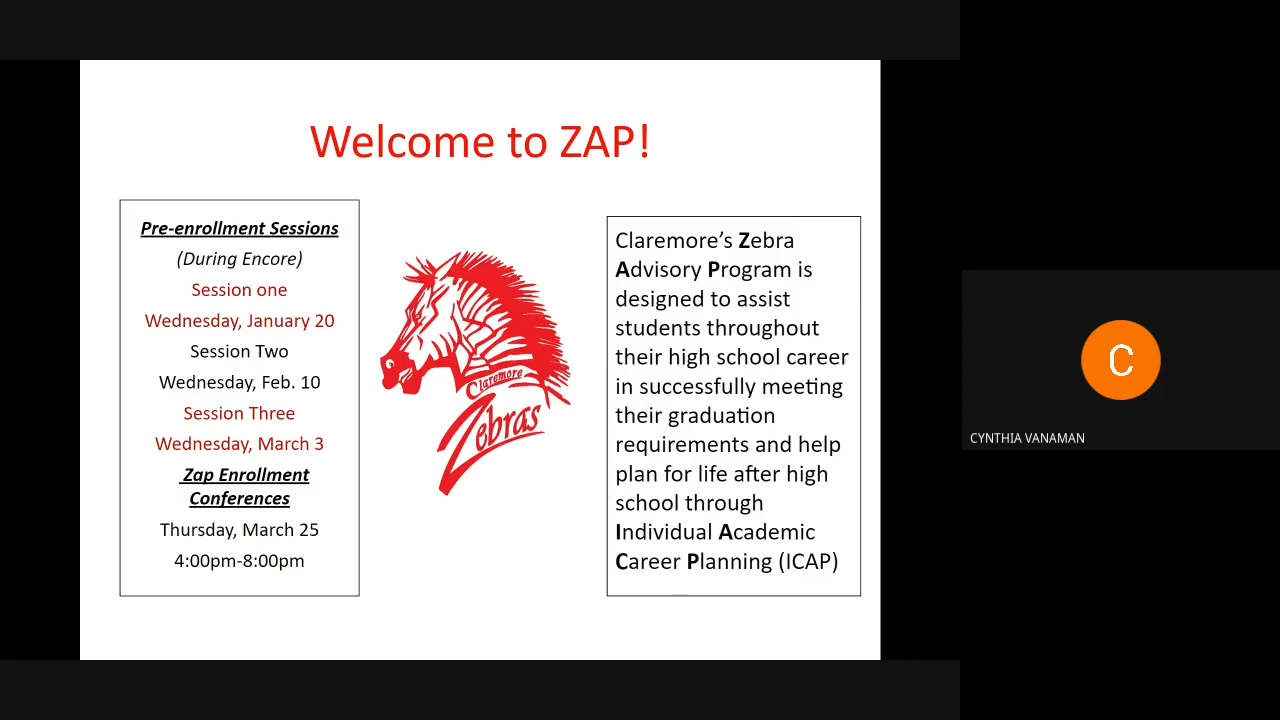 Welcome to ZAP!
Pre-enrollment Sessions
(During Encore)
Session one
Wednesday, January 20
Session Two
Wednesday, Feb. 10
Session Three
Wednesday, March 3
Zap Enrollment
Conferences
Thursday, March 25
4:00pm-8:00pm
Claremore
Zebras
Claremore’s Zebra
Advisory Program is
designed to assist
students throughout
their high school career
in successfully meeting
their graduation
requirements and help
plan for life after high
school through
Individual Academic
Career Planning (ICAP)
C
CYNTHIA VANAMAN